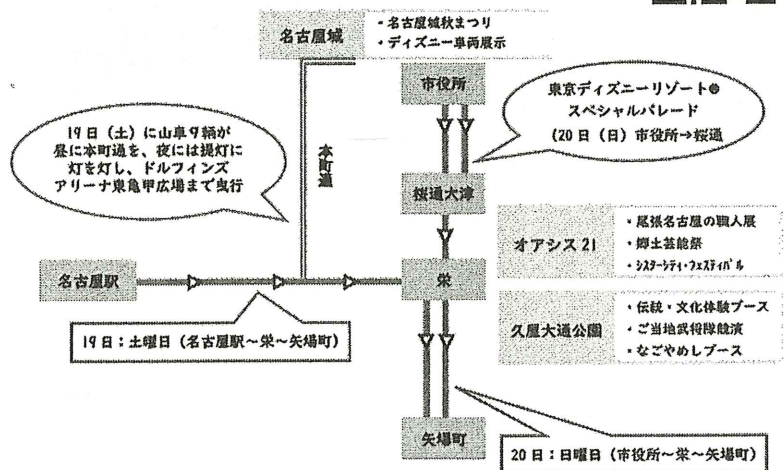 名古屋城
・名古屋城秋まつり
・ディズニー車両展示
市役所
東京ディズニーリゾート®
スペシャルパレード
(20日(日)市役所→桜通
19日(土)に山車9輌が
昼に本町通を、夜には提灯に
灯を灯し、ドルフィンズ
アリーナ東亀甲広場まで曳行
本町通
桜通大津
オアシス21
・尾張名古屋の職人展
・郷土芸能祭
・シスターシティ・フェスティバル
名古屋駅
栄
久屋大通公園
・伝統・文化体験ブース
・ご当地武将隊競演
・なごやめしブース
19日:土曜日(名古屋駅~栄~矢場町)
矢場町
20日:日曜日(市役所~栄~矢場町)